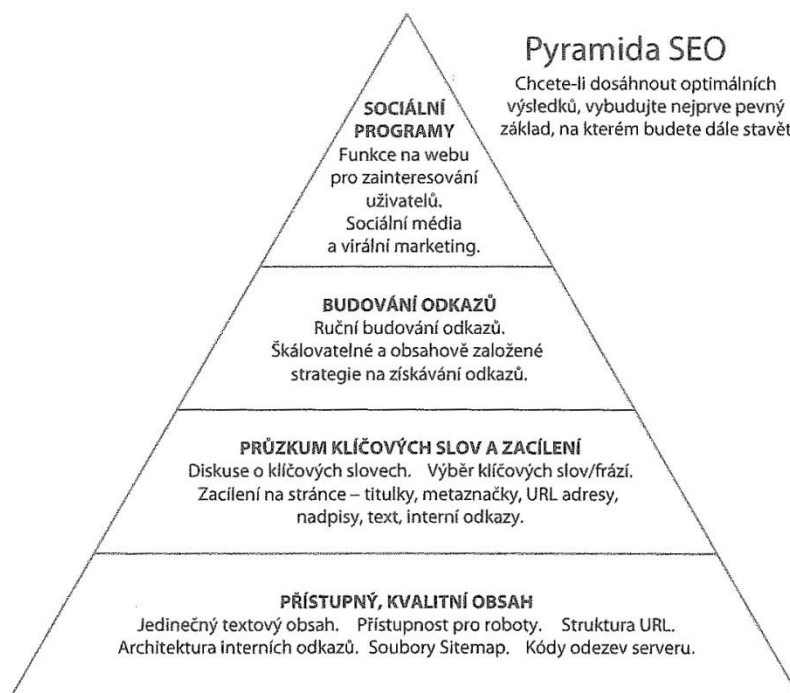 Pyramida SEO
Chcete-li dosáhnout optimálních
výsledků, vybudujte nejprve pevný
základ, na kterém budete dále stavět
SOCIÁLNÍ
PROGRAMY
Funkce na webu
pro zainteresování
uživatelů.
Sociální média
a virální marketing.
BUDOVÁNÍ ODKAZŮ
Ruční budování odkazů.
Škálovatelné a obsahově založené
strategie na získávání odkazů.
PRŮZKUM KLÍČOVÝCH SLOV A ZACÍLENÍ
Diskuse o klíčových slovech. Výběr klíčových slov/frází.
Zacílení na stránce – titulky, metaznačky, URL adresy,
nadpisy, text, interní odkazy.
PŘÍSTUPNÝ, KVALITNÍ OBSAH
Jedinečný textový obsah. Přístupnost pro roboty. Struktura URL.
Architektura interních odkazů. Soubory Sitemap. Kódy odezev serveru.